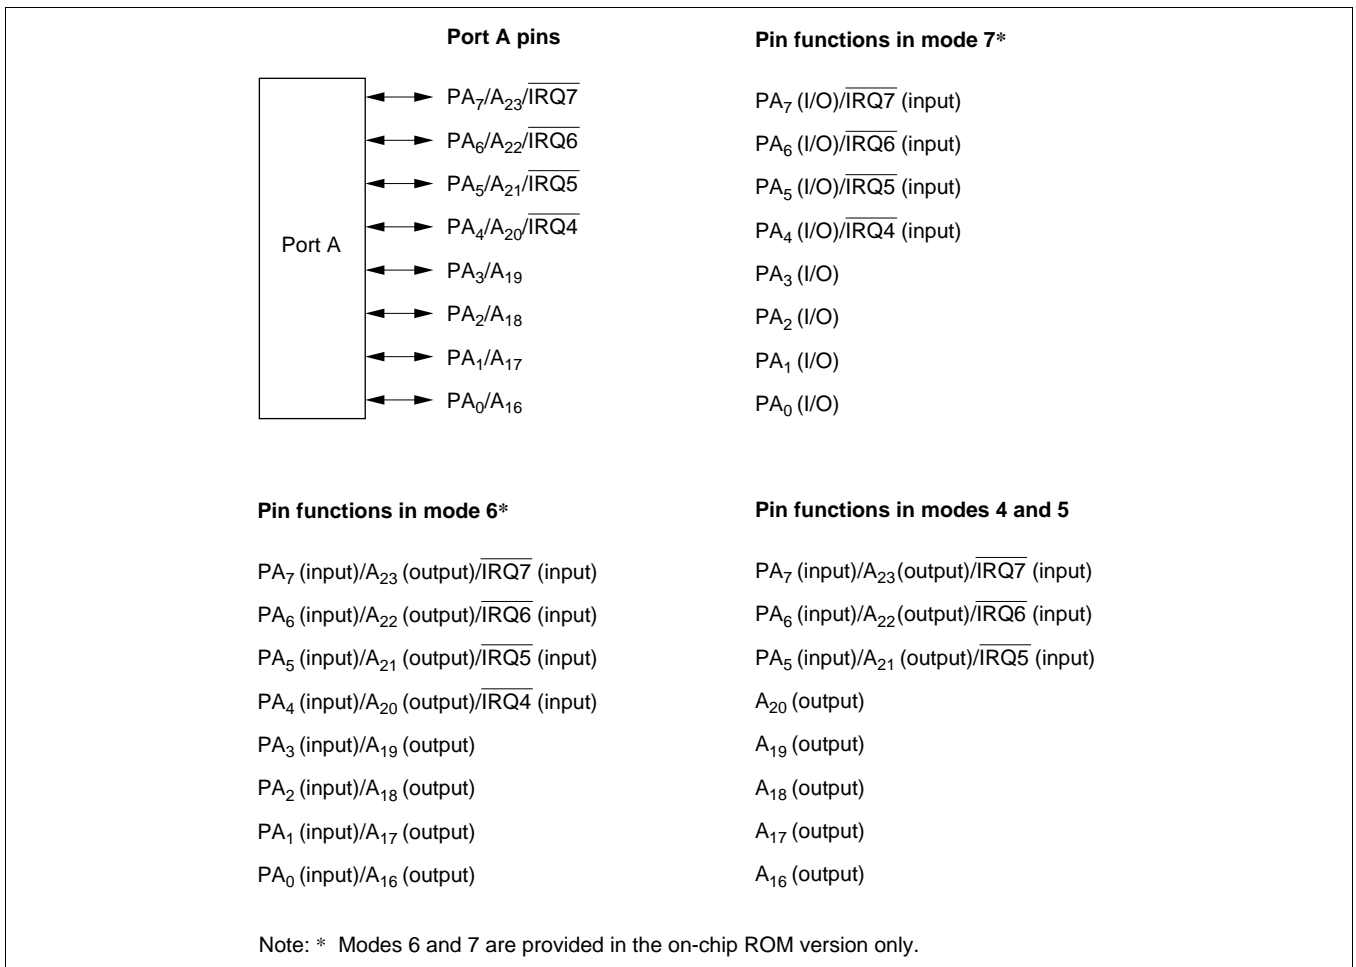 Port A pins
Pin functions in mode 7*
Port A
PA7/A23/IRQ7
PA6/A22/IRQ6
PA5/A21/IRQ5
PA4/A20/IRQ4
PA3/A19
PA2/A18
PA1/A17
PA0/A16
PA7 (I/O)/IRQ7 (input)
PA6 (I/O)/IRQ6 (input)
PA5 (I/O)/IRQ5 (input)
PA4 (I/O)/IRQ4 (input)
PA3 (I/O)
PA2 (I/O)
PA1 (I/O)
PA0 (I/O)
Pin functions in mode 6*
PA7 (input)/A23 (output)/IRQ7 (input)
PA6 (input)/A22 (output)/IRQ6 (input)
PA5 (input)/A21 (output)/IRQ5 (input)
PA4 (input)/A20 (output)/IRQ4 (input)
PA3 (input)/A19 (output)
PA2 (input)/A18 (output)
PA1 (input)/A17 (output)
PA0 (input)/A16 (output)
Pin functions in modes 4 and 5
PA7 (input)/A23(output)/IRQ7 (input)
PA6 (input)/A22(output)/IRQ6 (input)
PA5 (input)/A21 (output)/IRQ5 (input)
A20 (output)
A19 (output)
A18 (output)
A17 (output)
A16 (output)
Note: * Modes 6 and 7 are provided in the on-chip ROM version only.